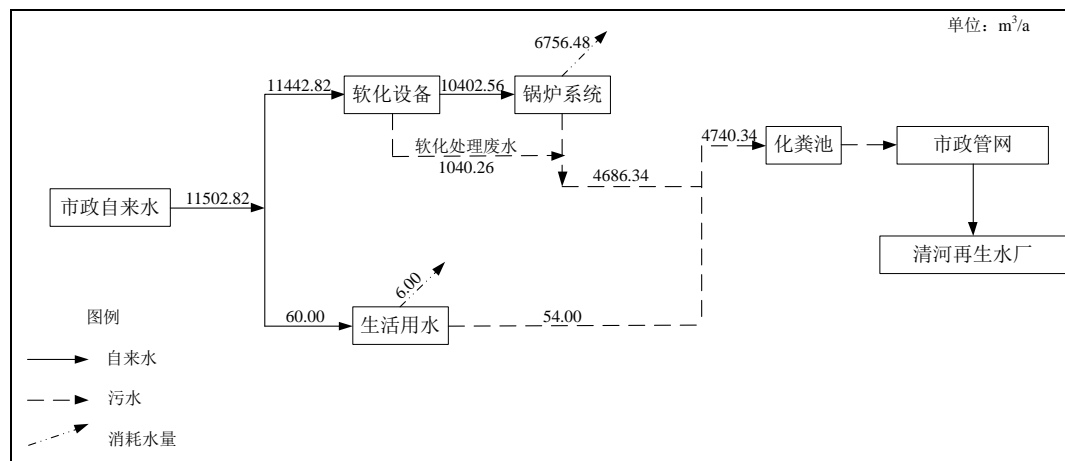 单位：m³/a
6756.48
11442.82
软化设备
10402.56
锅炉系统
软化处理废水
1040.26
4686.34
4740.34
化粪池
市政管网
市政自来水
11502.82
清河再生水厂
6.00
60.00
生活用水
54.00
图例
自来水
污水
消耗水量